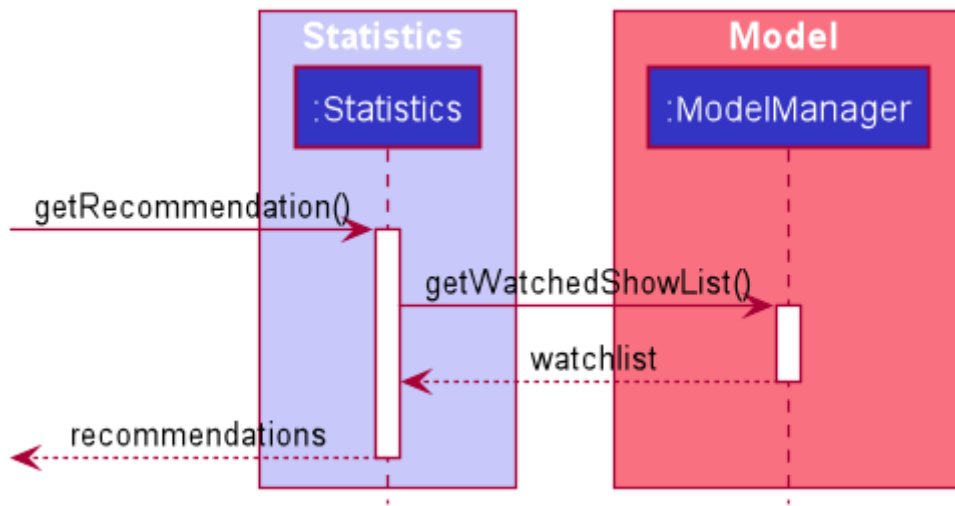 Statistics
Model
:Statistics
:ModelManager
getRecommendation()
getWatchedShowList()
watchlist
recommendations